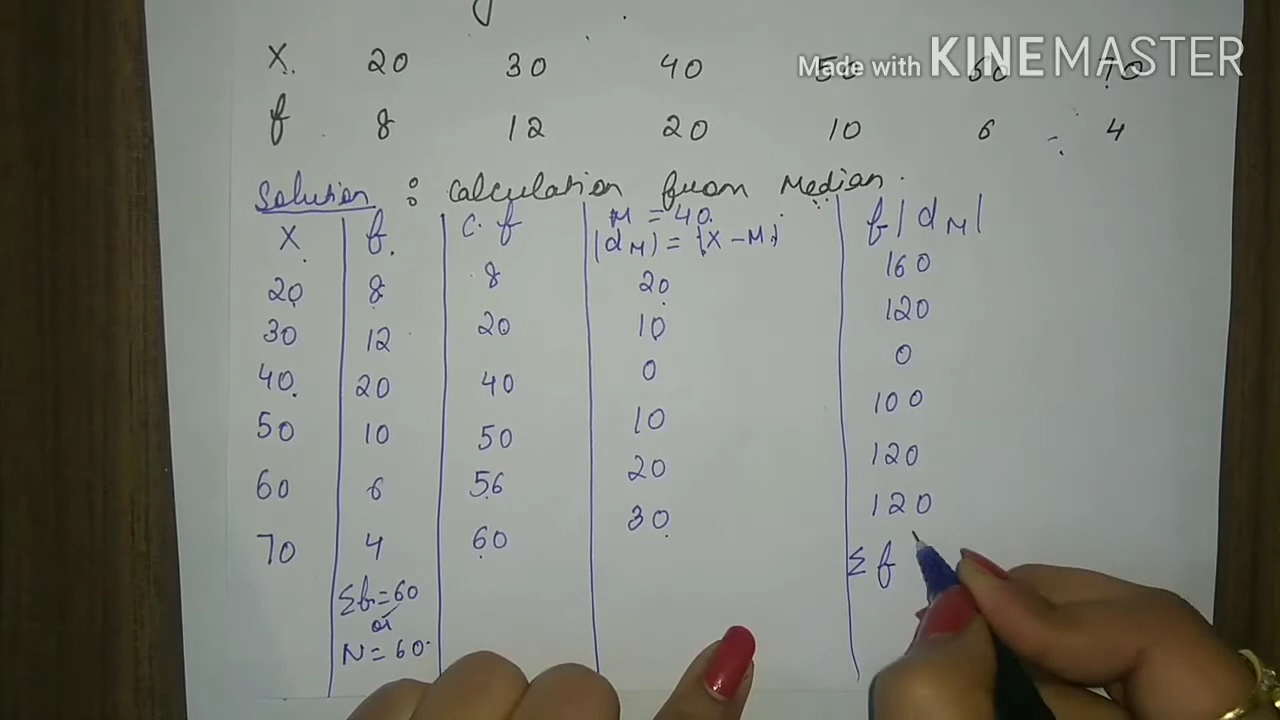 Made with KINEMASTER
X. 20 30 40 50 60 70
f 8 12 20 10 6 4
Solution : Calculation from Median.
X f. C.f M = 40. |dM| = |X - M| f|dM|
20 8 8 20 160
30 12 20 10 120
40 20 40 0 0
50 10 50 10 100
60 6 56 20 120
70 4 60 30 120
Σf = 60 Σf
or
N = 60.